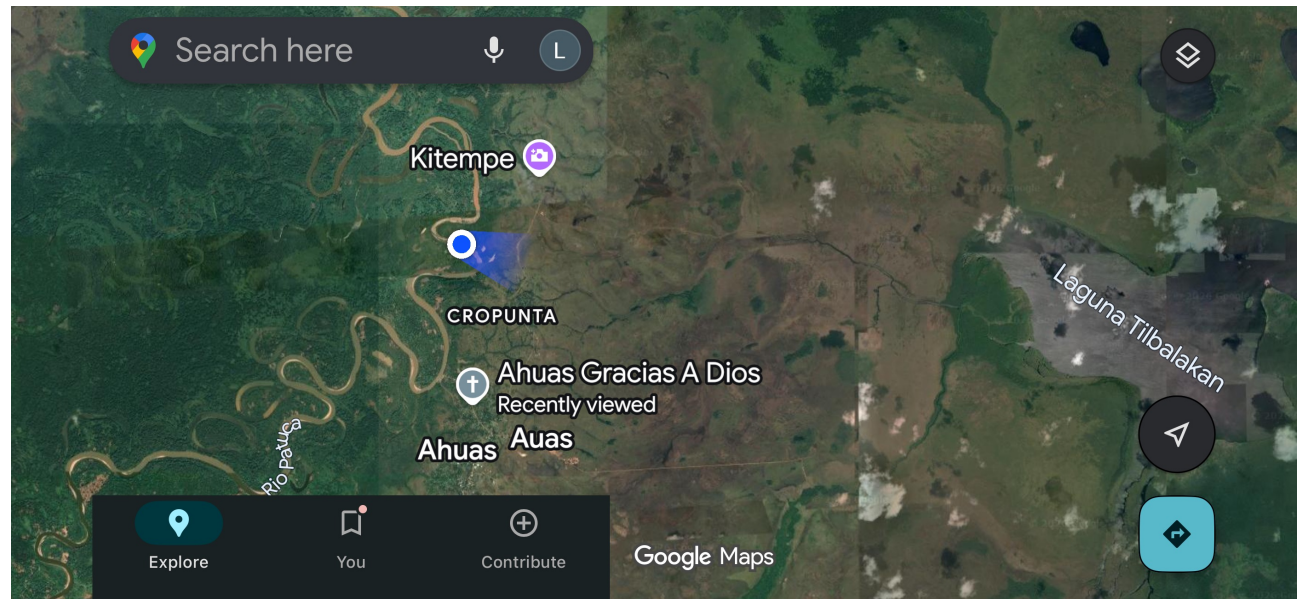 Search here
L
Kitempe
Laguna Tilbalakan
CROPUNTA
Ahuas Gracias A Dios
Recently viewed
Ahuas
Auas
Rio Patuca
Explore
You
Contribute
Google Maps